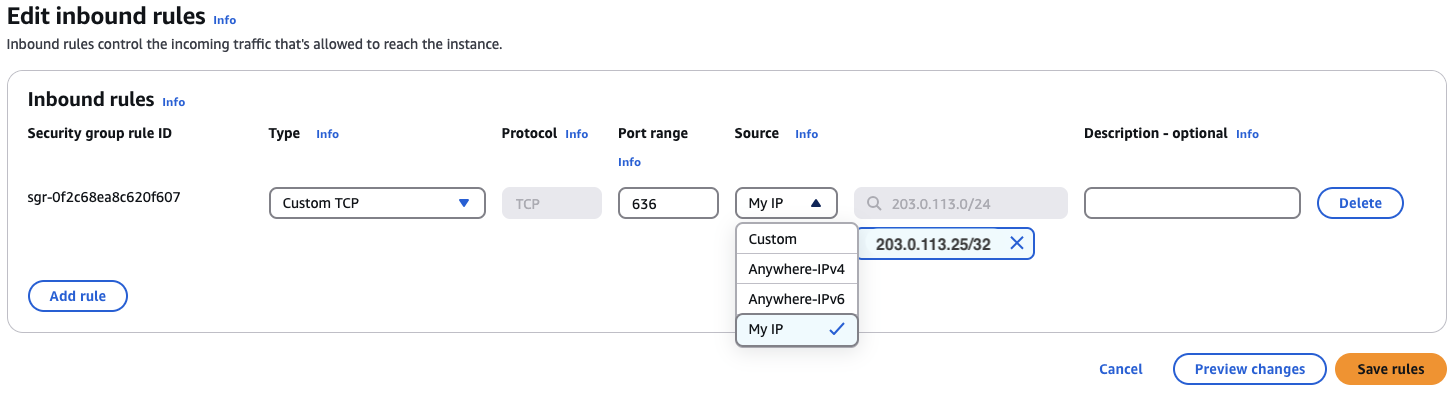 Edit inbound rules Info
Inbound rules control the incoming traffic that's allowed to reach the instance.
Inbound rules Info
Security group rule ID Type Info Protocol Info Port range Source Info Description - optional Info
Info
sgr-0f2c68ea8c620f607 Custom TCP TCP 636 My IP 203.0.113.0/24 Delete
Custom 203.0.113.25/32
Anywhere-IPv4
Anywhere-IPv6
Add rule
My IP
Cancel Preview changes Save rules